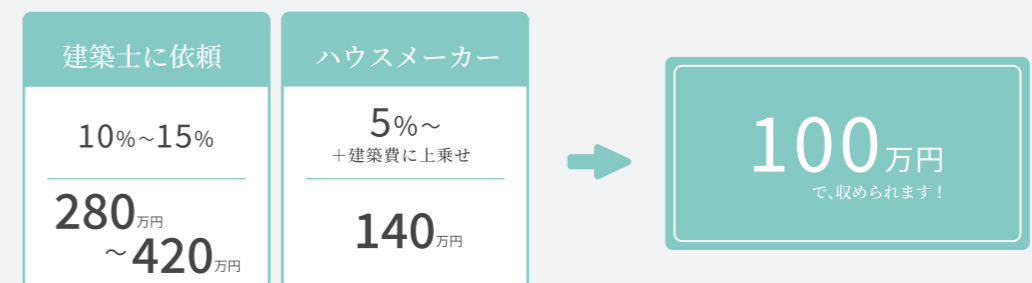 建築士に依頼
10%~15%
280万円
~420万円
ハウスメーカー
5%~
+建築費に上乗せ
140万円
100万円
で、収められます!